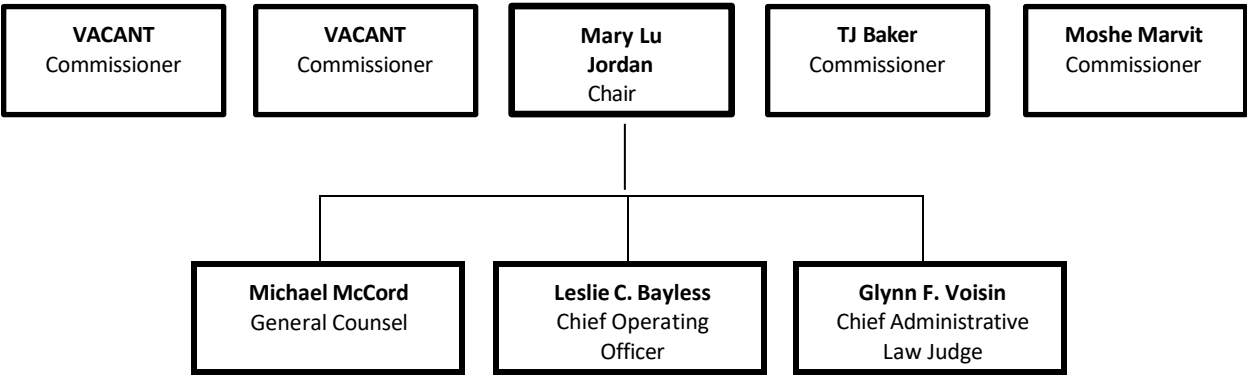 VACANT
Commissioner
VACANT
Commissioner
Mary Lu
Jordan
Chair
TJ Baker
Commissioner
Moshe Marvit
Commissioner
Michael McCord
General Counsel
Leslie C. Bayless
Chief Operating
Officer
Glynn F. Voisin
Chief Administrative
Law Judge